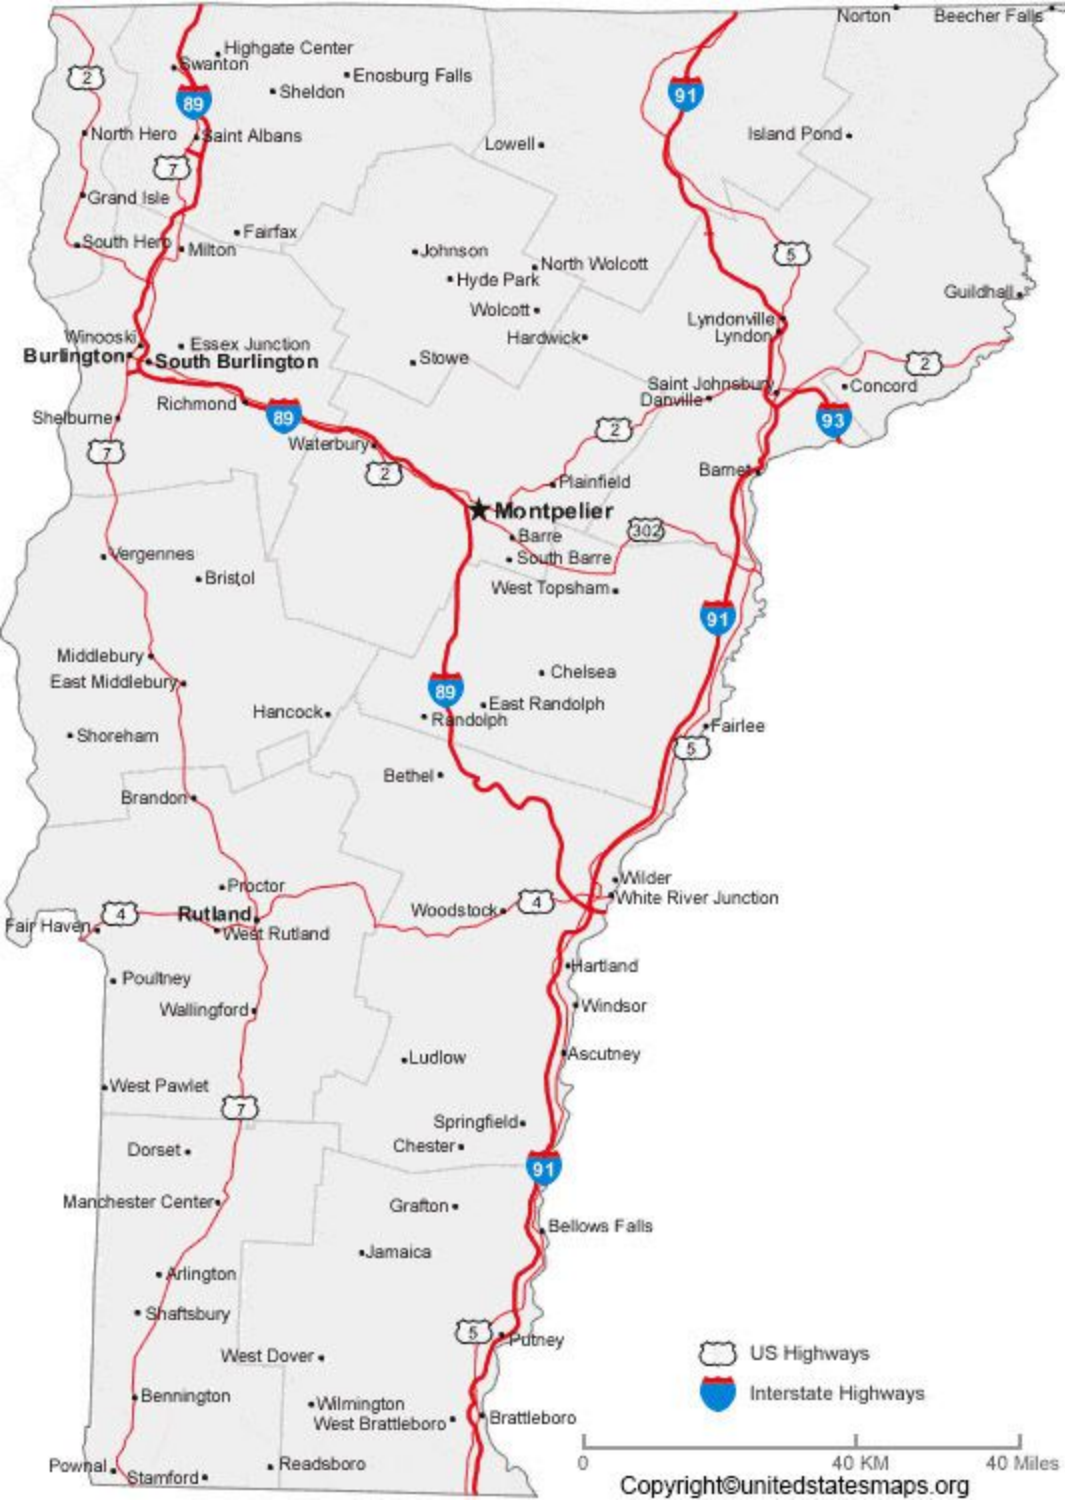 Norton
Beecher Falls
Highgate Center
Swanton
Enosburg Falls
2
Sheldon
89
91
North Hero
Saint Albans
Island Pond
Lowell
7
Grand Isle
Fairfax
South Hero
Milton
Johnson
5
North Wolcott
Hyde Park
Guildhall
Wolcott
Lyndonville
Winooski
Essex Junction
Hardwick
Lyndon
Burlington
South Burlington
Stowe
2
Saint Johnsbury
Concord
Danville
Richmond
Shelburne
89
93
2
Waterbury
7
2
Barnet
Plainfield
Montpelier
302
Barre
Vergennes
South Barre
Bristol
West Topsham
91
Middlebury
Chelsea
East Middlebury
89
East Randolph
Hancock
Randolph
Fairlee
Shoreham
5
Bethel
Brandon
Wilder
Proctor
White River Junction
4
Rutland
Woodstock
4
Fair Haven
West Rutland
Hartland
Poultney
Windsor
Wallingford
Ascutney
Ludlow
West Pawlet
7
Springfield
Dorset
Chester
91
Manchester Center
Grafton
Bellows Falls
Jamaica
Arlington
Shaftsbury
5
Putney
US Highways
West Dover
Bennington
Interstate Highways
Wilmington
West Brattleboro
Brattleboro
Pownal
Readsboro
Stamford
0
40 KM
40 Miles
Copyright©unitedstatesmaps.org